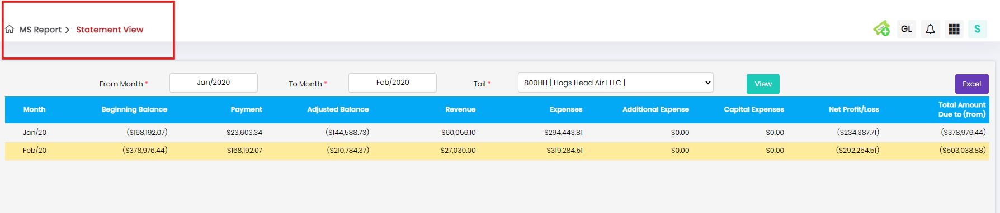 MS Report > Statement View
GL
S
From Month * Jan/2020 To Month * Feb/2020 Tail * 800HH [ Hogs Head Air I LLC ] View Excel
Month Beginning Balance Payment Adjusted Balance Revenue Expenses Additional Expense Capital Expenses Net Profit/Loss Total Amount
Due to (from)
Jan/20 ($168,192.07) $23,603.34 ($144,588.73) $60,056.10 $294,443.81 $0.00 $0.00 ($234,387.71) ($378,976.44)
Feb/20 ($378,976.44) $168,192.07 ($210,784.37) $27,030.00 $319,284.51 $0.00 $0.00 ($292,254.51) ($503,038.88)